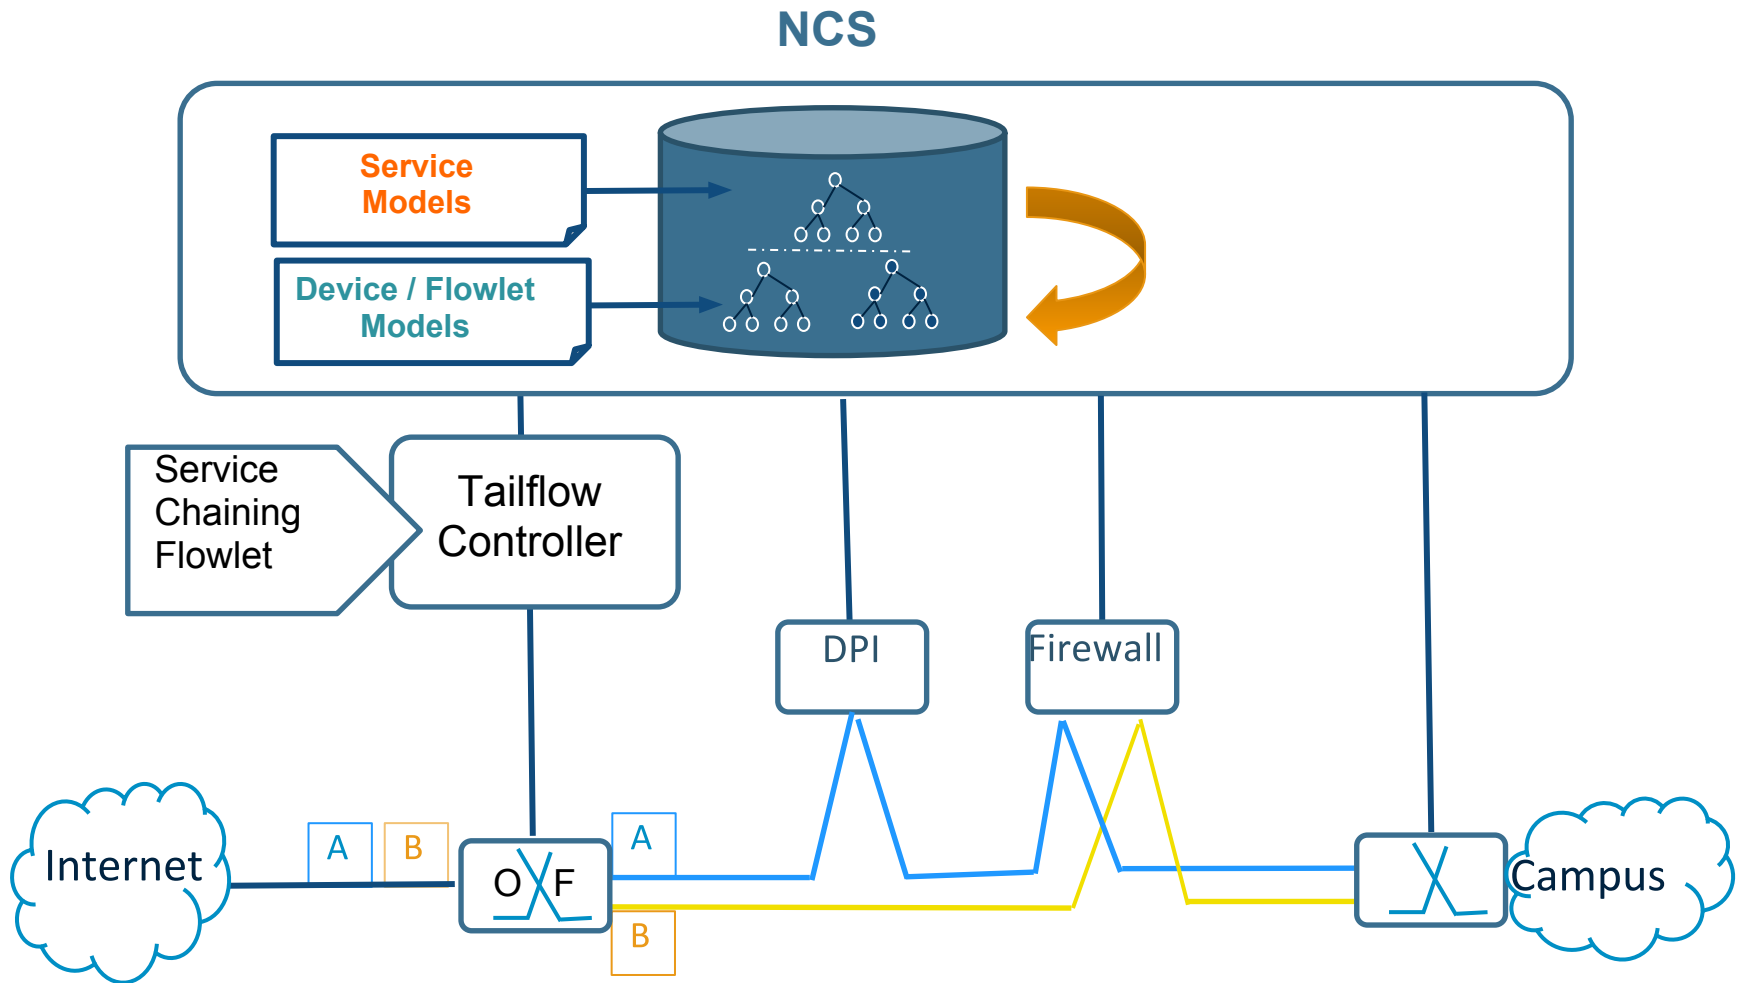 NCS
Service
Models
Device / Flowlet
Models
Service
Chaining
Flowlet
Tailflow
Controller
DPI
Firewall
Internet
A
B
O F
A
B
Campus